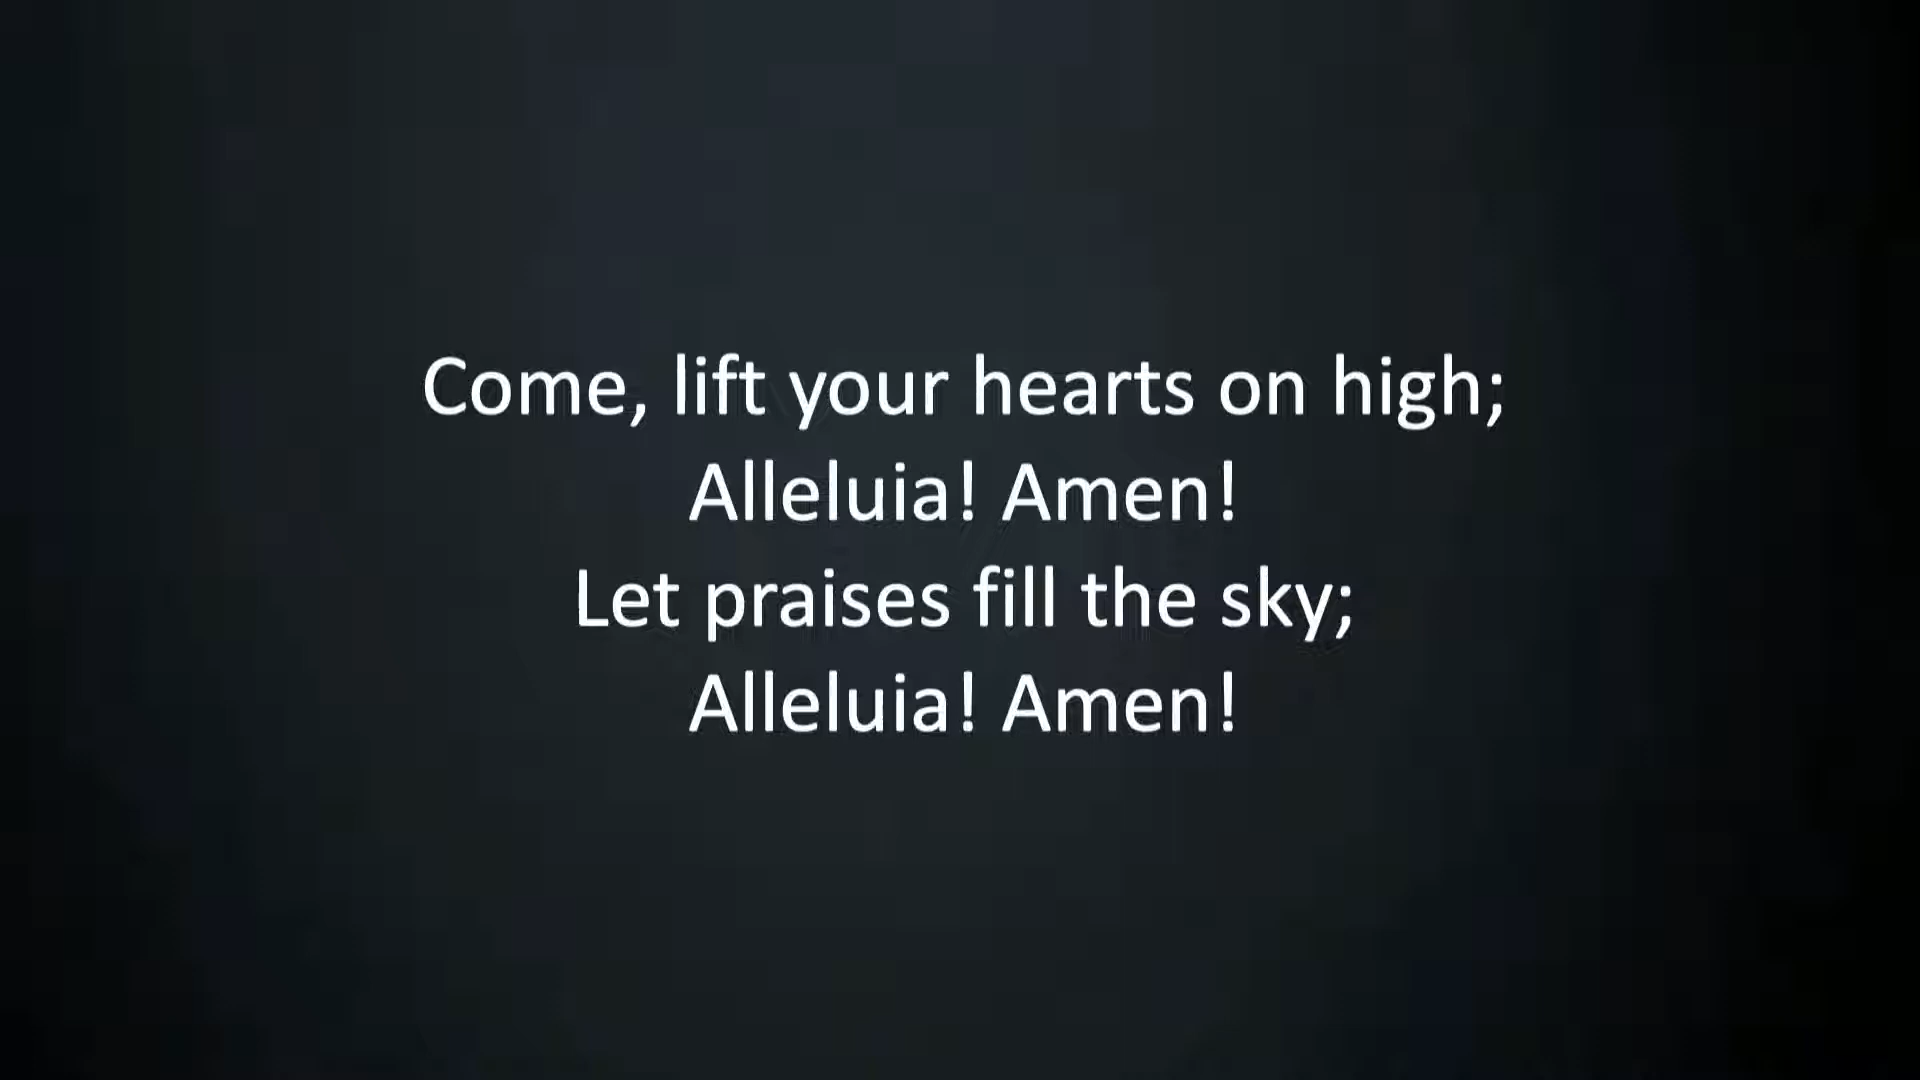 Come, lift your hearts on high;
Alleluia! Amen!
Let praises fill the sky;
Alleluia! Amen!